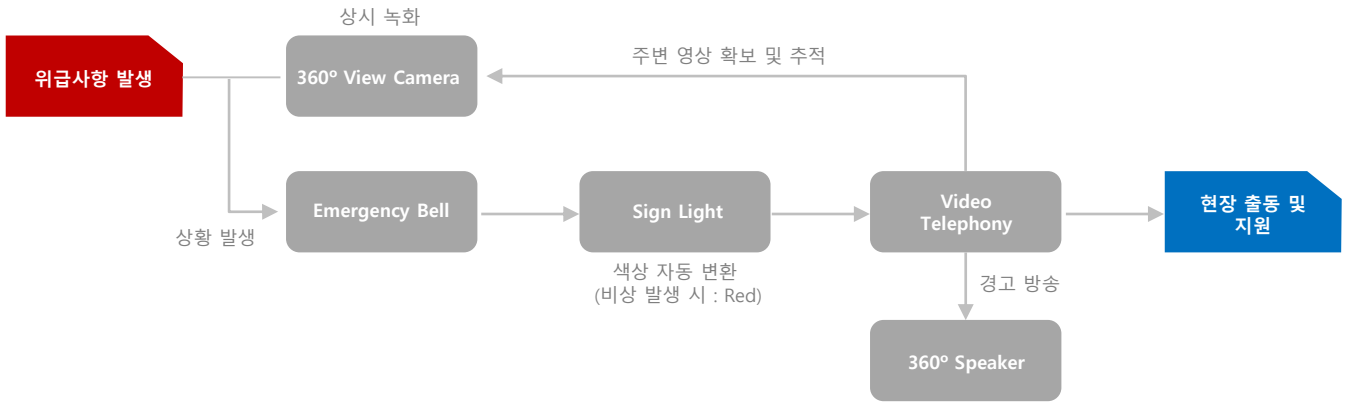 상시 녹화
위급사항 발생
360º View Camera
주변 영상 확보 및 추적
상황 발생
Emergency Bell
Sign Light
색상 자동 변환
(비상 발생 시 : Red)
Video
Telephony
현장 출동 및
지원
경고 방송
360º Speaker